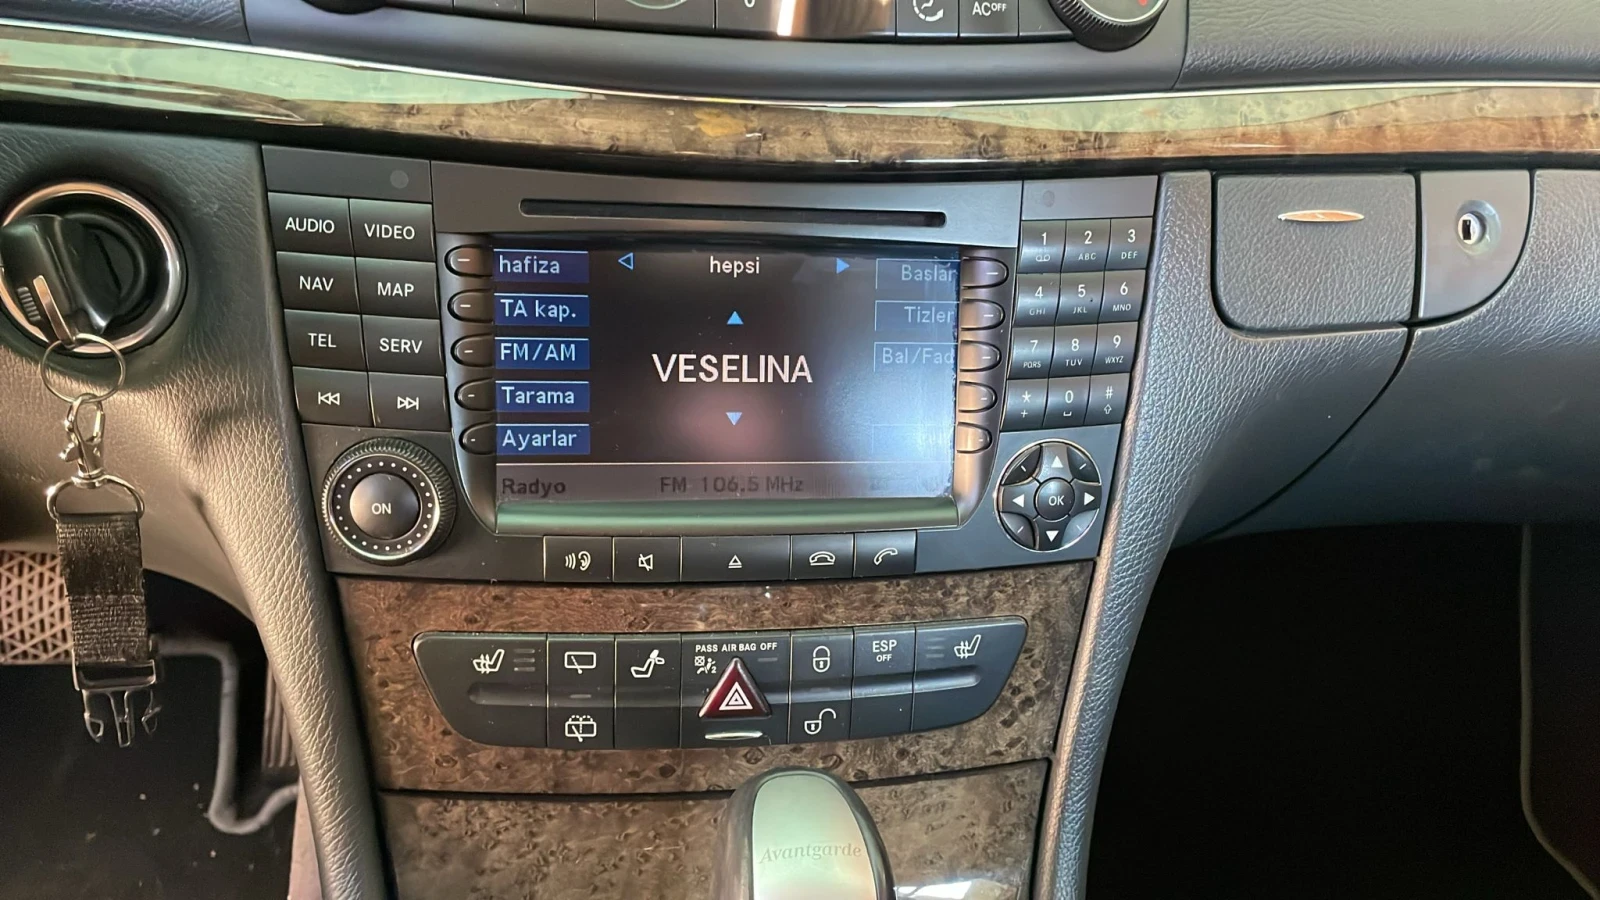 AC OFF
AUDIO
VIDEO
NAV
MAP
TEL
SERV
ON
hafiza
hepsi
Baslar
TA kap.
Tizler
FM/AM
Bal/Fad
VESELINA
Tarama
Ayarlar
Radyo
FM 106.5 MHz
1
2 ABC
3 DEF
4 GHI
5 JKL
6 MNO
7 PQRS
8 TUV
9 WXYZ
* +
0
#
OK
PASS AIR BAG OFF
ESP OFF
Avantgarde